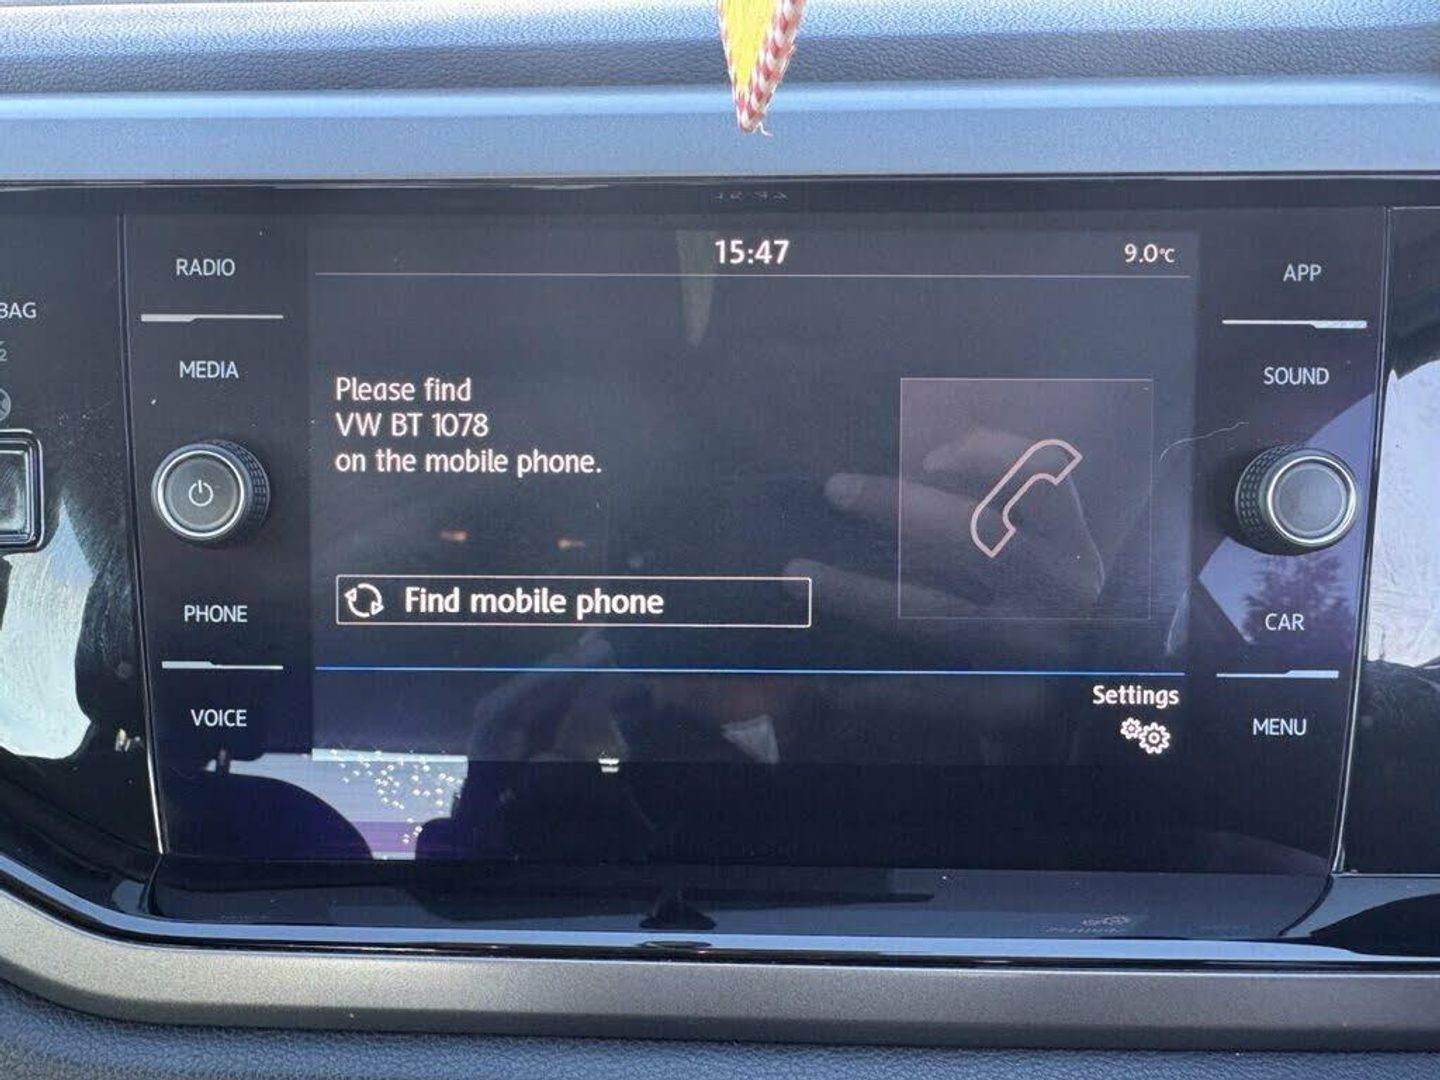 15:47
9.0°C
RADIO
APP
BAG
MEDIA
SOUND
Please find
VW BT 1078
on the mobile phone.
Find mobile phone
PHONE
CAR
Settings
VOICE
MENU